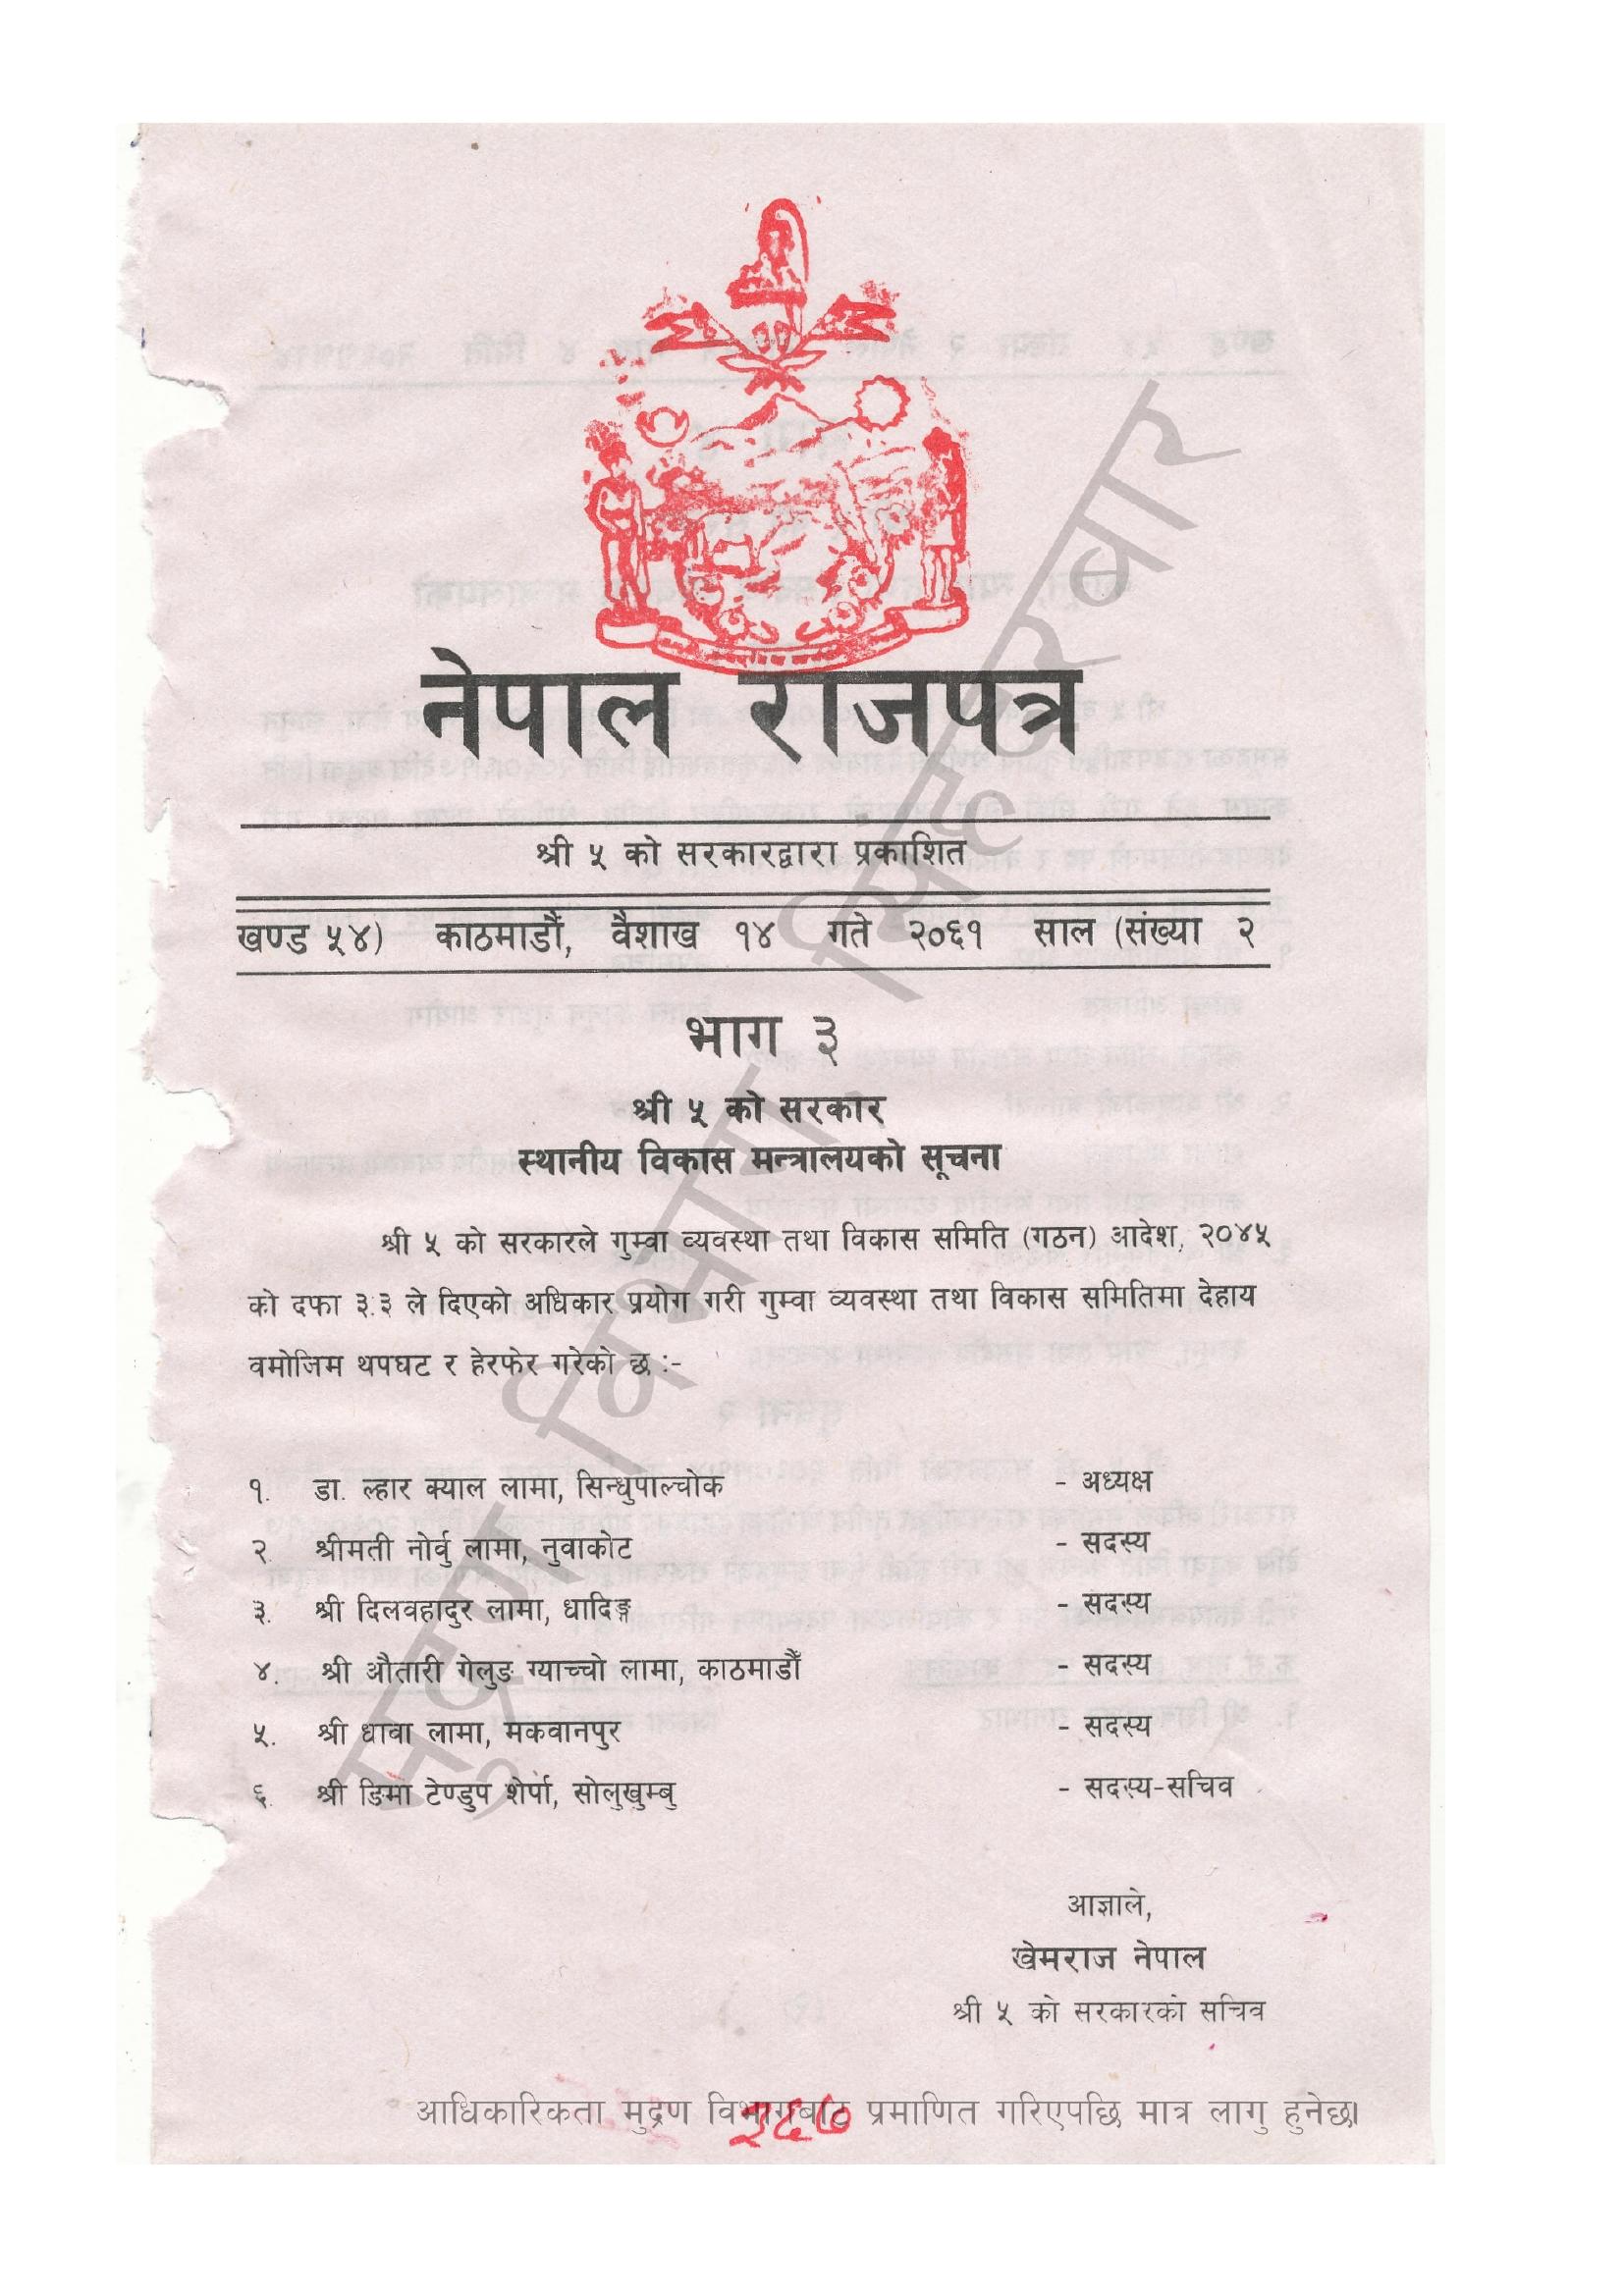 नेपाल राजपत्र
श्री ५ को सरकारद्वारा प्रकाशित
खण्ड ५४) काठमाडौं, वैशाख १४ गते २०६१ साल (संख्या २
भाग ३
श्री ५ को सरकार
स्थानीय विकास मन्त्रालयको सूचना
श्री ५ को सरकारले गुम्वा व्यवस्था तथा विकास समिति (गठन) आदेश, २०४५
को दफा ३.३ ले दिएको अधिकार प्रयोग गरी गुम्वा व्यवस्था तथा विकास समितिमा देहाय
वमोजिम थपघट र हेरफेर गरेको छ :-
१. डा. ल्हार क्याल लामा, सिन्धुपाल्चोक - अध्यक्ष
२. श्रीमती नोर्वु लामा, नुवाकोट - सदस्य
३. श्री दिलवहादुर लामा, धादिङ्ग - सदस्य
४. श्री औतारी गेलुङ ग्याच्चो लामा, काठमाडौँ - सदस्य
५. श्री धावा लामा, मकवानपुर - सदस्य
६. श्री ङिमा टेण्डुप शेर्पा, सोलुखुम्बु - सदस्य-सचिव
आज्ञाले,
खेमराज नेपाल
श्री ५ को सरकारको सचिव
आधिकारिकता मुद्रण विभागबाट प्रमाणित गरिएपछि मात्र लागु हुनेछ।
२६७
मुद्रण विभाग सिंहदरवार